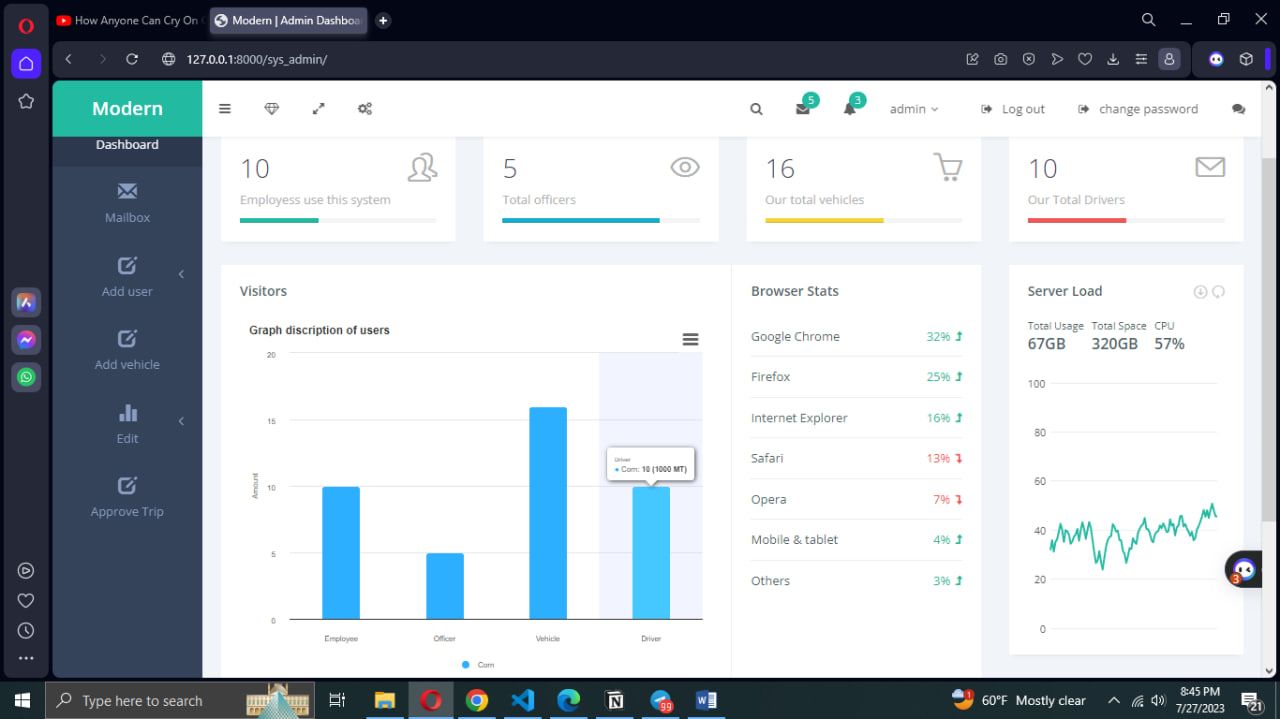 How Anyone Can Cry On
Modern | Admin Dashboa
127.0.0.1:8000/sys_admin/
Modern
5
3
admin
Log out
change password
Dashboard
Mailbox
Add user
Add vehicle
Edit
Approve Trip
10
Employess use this system
5
Total officers
16
Our total vehicles
10
Our Total Drivers
Visitors
Graph discription of users
20
15
10
5
0
Amount
Driver
Corn: 10 (1000 MT)
Employee
Officer
Vehicle
Driver
Corn
Browser Stats
Google Chrome 32%
Firefox 25%
Internet Explorer 16%
Safari 13%
Opera 7%
Mobile & tablet 4%
Others 3%
Server Load
Total Usage Total Space CPU
67GB 320GB 57%
100
80
60
40
20
0
3
Type here to search
99
1
60°F Mostly clear
8:45 PM
7/27/2023
21